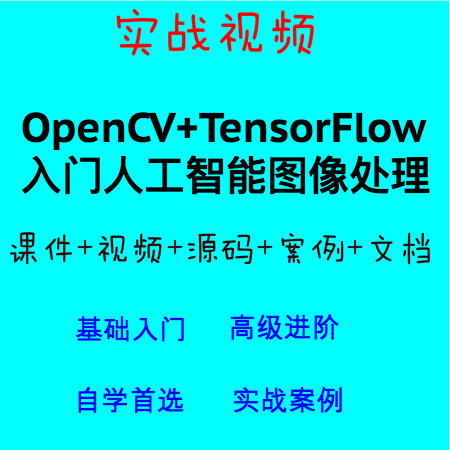 实战视频
OpenCV+TensorFlow
入门人工智能图像处理
课件+视频+源码+案例+文档
基础入门 高级进阶
自学首选 实战案例